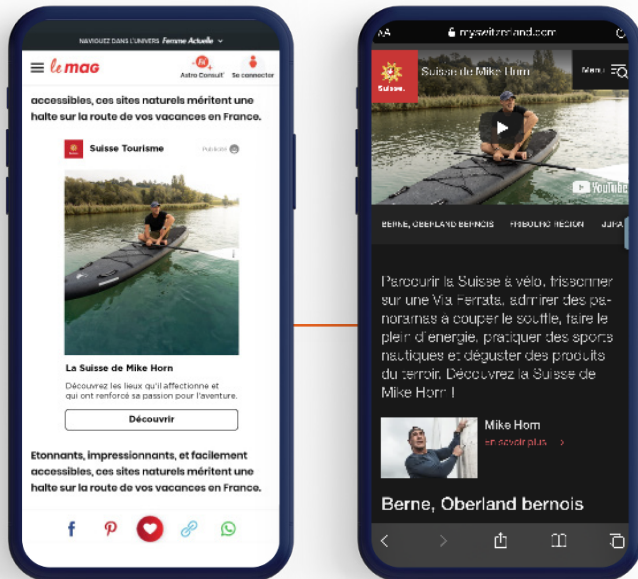 NAVIGUEZ DANS L'UNIVERS Femme Actuelle
le mag
Astro Consult'
Se connecter
accessibles, ces sites naturels méritent une
halte sur la route de vos vacances en France.
Suisse Tourisme
Publicité
La Suisse de Mike Horn
Découvrez les lieux qu'il affectionne et
qui ont renforcé sa passion pour l'aventure.
Découvrir
Etonnants, impressionnants, et facilement
accessibles, ces sites naturels méritent une
halte sur la route de vos vacances en France.
AA
myswitzerland.com
Suisse.
Suisse de Mike Horn
Menu
YouTube
BERNE, OBERLAND BERNOIS
FRIBOURG RÉGION
JURA
Parcourir la Suisse à vélo, frissonner
sur une Via Ferrata, admirer des pa-
noramas à couper le souffle, faire le
plein d'énergie, pratiquer des sports
nautiques et déguster des produits
du terroir. Découvrez la Suisse de
Mike Horn !
Mike Horn
En savoir plus
Berne, Oberland bernois